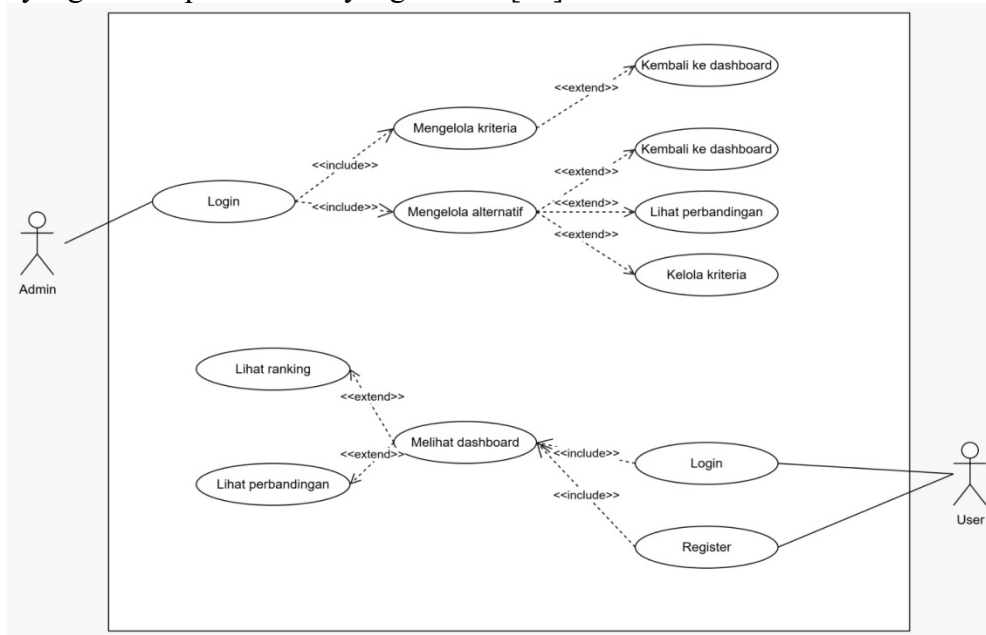 Kembali ke dashboard
<<extend>>
Mengelola kriteria
Kembali ke dashboard
<<include>>
<<extend>>
Login
<<include>>
Mengelola alternatif
<<extend>>
Lihat perbandingan
<<extend>>
Admin
Kelola kriteria
Lihat ranking
<<extend>>
Melihat dashboard
<<extend>>
<<include>>
Login
Lihat perbandingan
<<include>>
User
Register